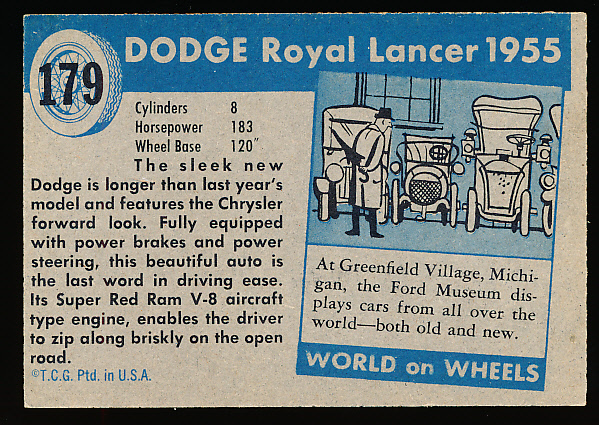 179
DODGE Royal Lancer 1955
Cylinders 8
Horsepower 183
Wheel Base 120"
The sleek new
Dodge is longer than last year's
model and features the Chrysler
forward look. Fully equipped
with power brakes and power
steering, this beautiful auto is
the last word in driving ease.
Its Super Red Ram V-8 aircraft
type engine, enables the driver
to zip along briskly on the open
road.
©T.C.G. Ptd. in U.S.A.
At Greenfield Village, Michi-
gan, the Ford Museum dis-
plays cars from all over the
world—both old and new.
WORLD on WHEELS